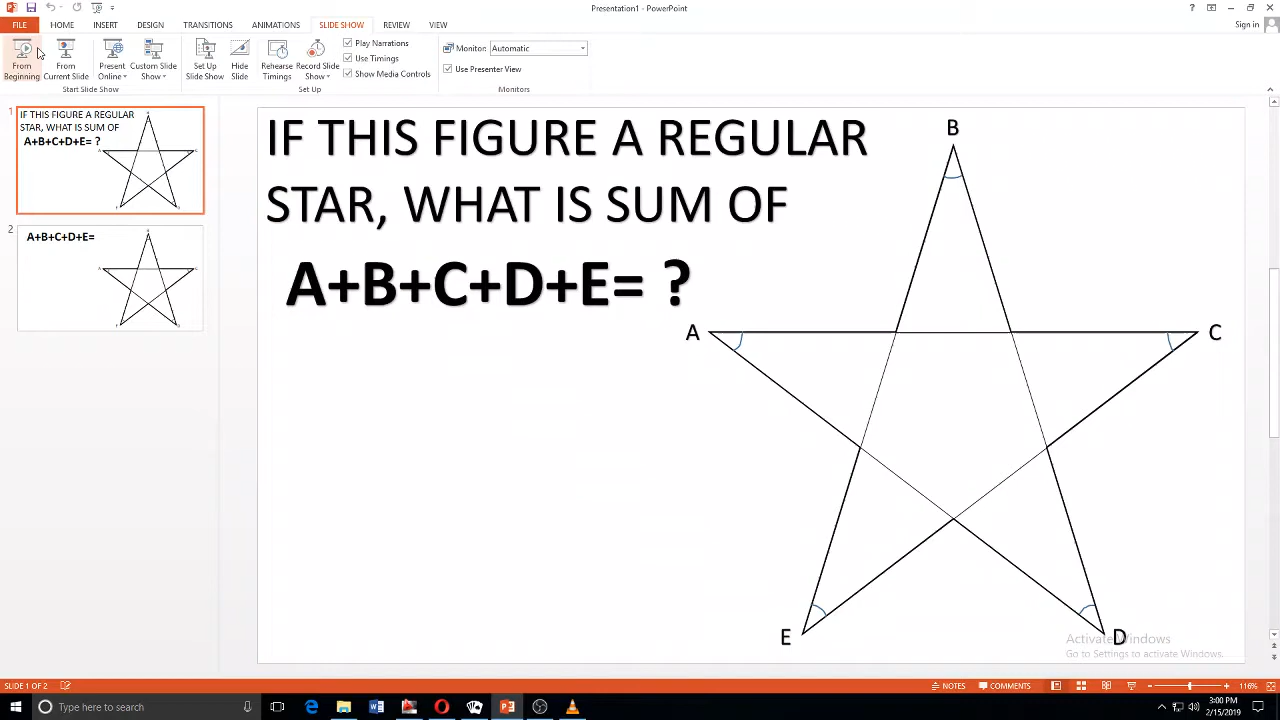 Presentation1 - PowerPoint
FILE HOME INSERT DESIGN TRANSITIONS ANIMATIONS SLIDE SHOW REVIEW VIEW
Sign in
From Beginning
From Current Slide
Present Online
Custom Slide Show
Set Up Slide Show
Hide Slide
Rehearse Timings
Record Slide Show
Play Narrations
Use Timings
Show Media Controls
Monitor: Automatic
Use Presenter View
Start Slide Show
Set Up
Monitors
1
IF THIS FIGURE A REGULAR
STAR, WHAT IS SUM OF
A+B+C+D+E= ?
2
A+B+C+D+E=
IF THIS FIGURE A REGULAR
STAR, WHAT IS SUM OF
A+B+C+D+E= ?
B
A
C
E
D
Activate Windows
Go to Settings to activate Windows.
SLIDE 1 OF 2
NOTES
COMMENTS
116%
Type here to search
3:00 PM
2/15/2019